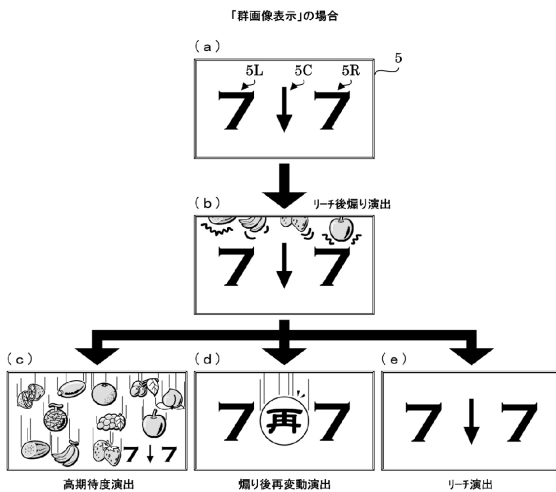 「群画像表示」の場合
(a)
5
5L 5C 5R
7 ↓ 7
(b) リーチ後煽り演出
7 ↓ 7
(c) (d) (e)
7 ↓ 7
7 再 7
7 ↓ 7
高期待度演出 煽り後再変動演出 リーチ演出